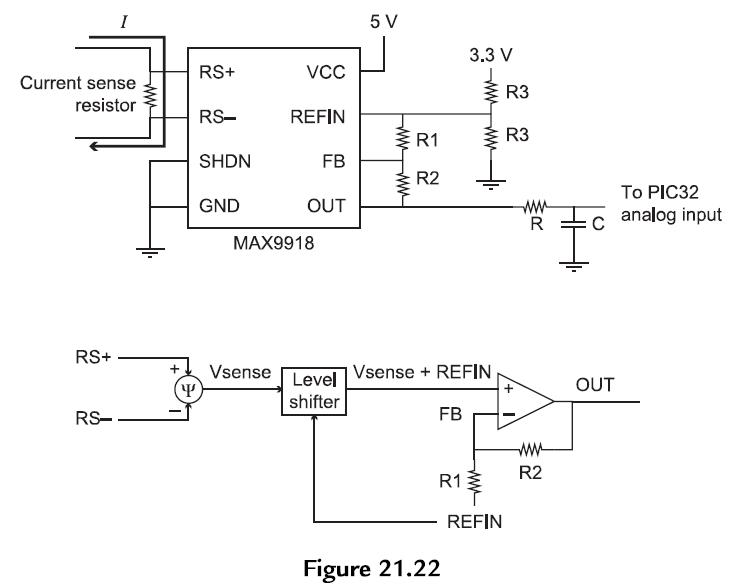 I
5 V
3.3 V
Current sense
resistor
RS+
VCC
R3
RS–
REFIN
R1
R3
SHDN
FB
R2
GND
OUT
R
C
To PIC32
analog input
MAX9918
RS+
+
Vsense
Ψ
–
RS–
Level
shifter
Vsense + REFIN
+
OUT
FB
–
R1
R2
REFIN
Figure 21.22